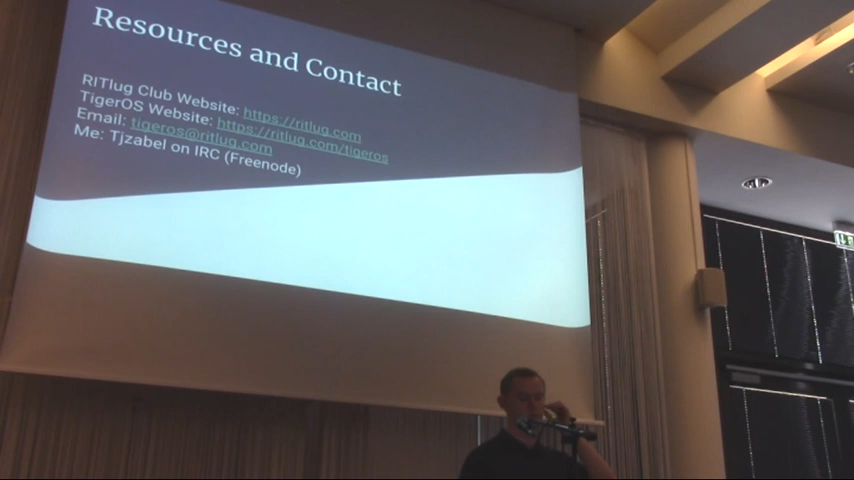 Resources and Contact
RITlug Club Website: https://ritlug.com
TigerOS Website: https://ritlug.com/tigeros
Email: tigeros@ritlug.com
Me: Tjzabel on IRC (Freenode)